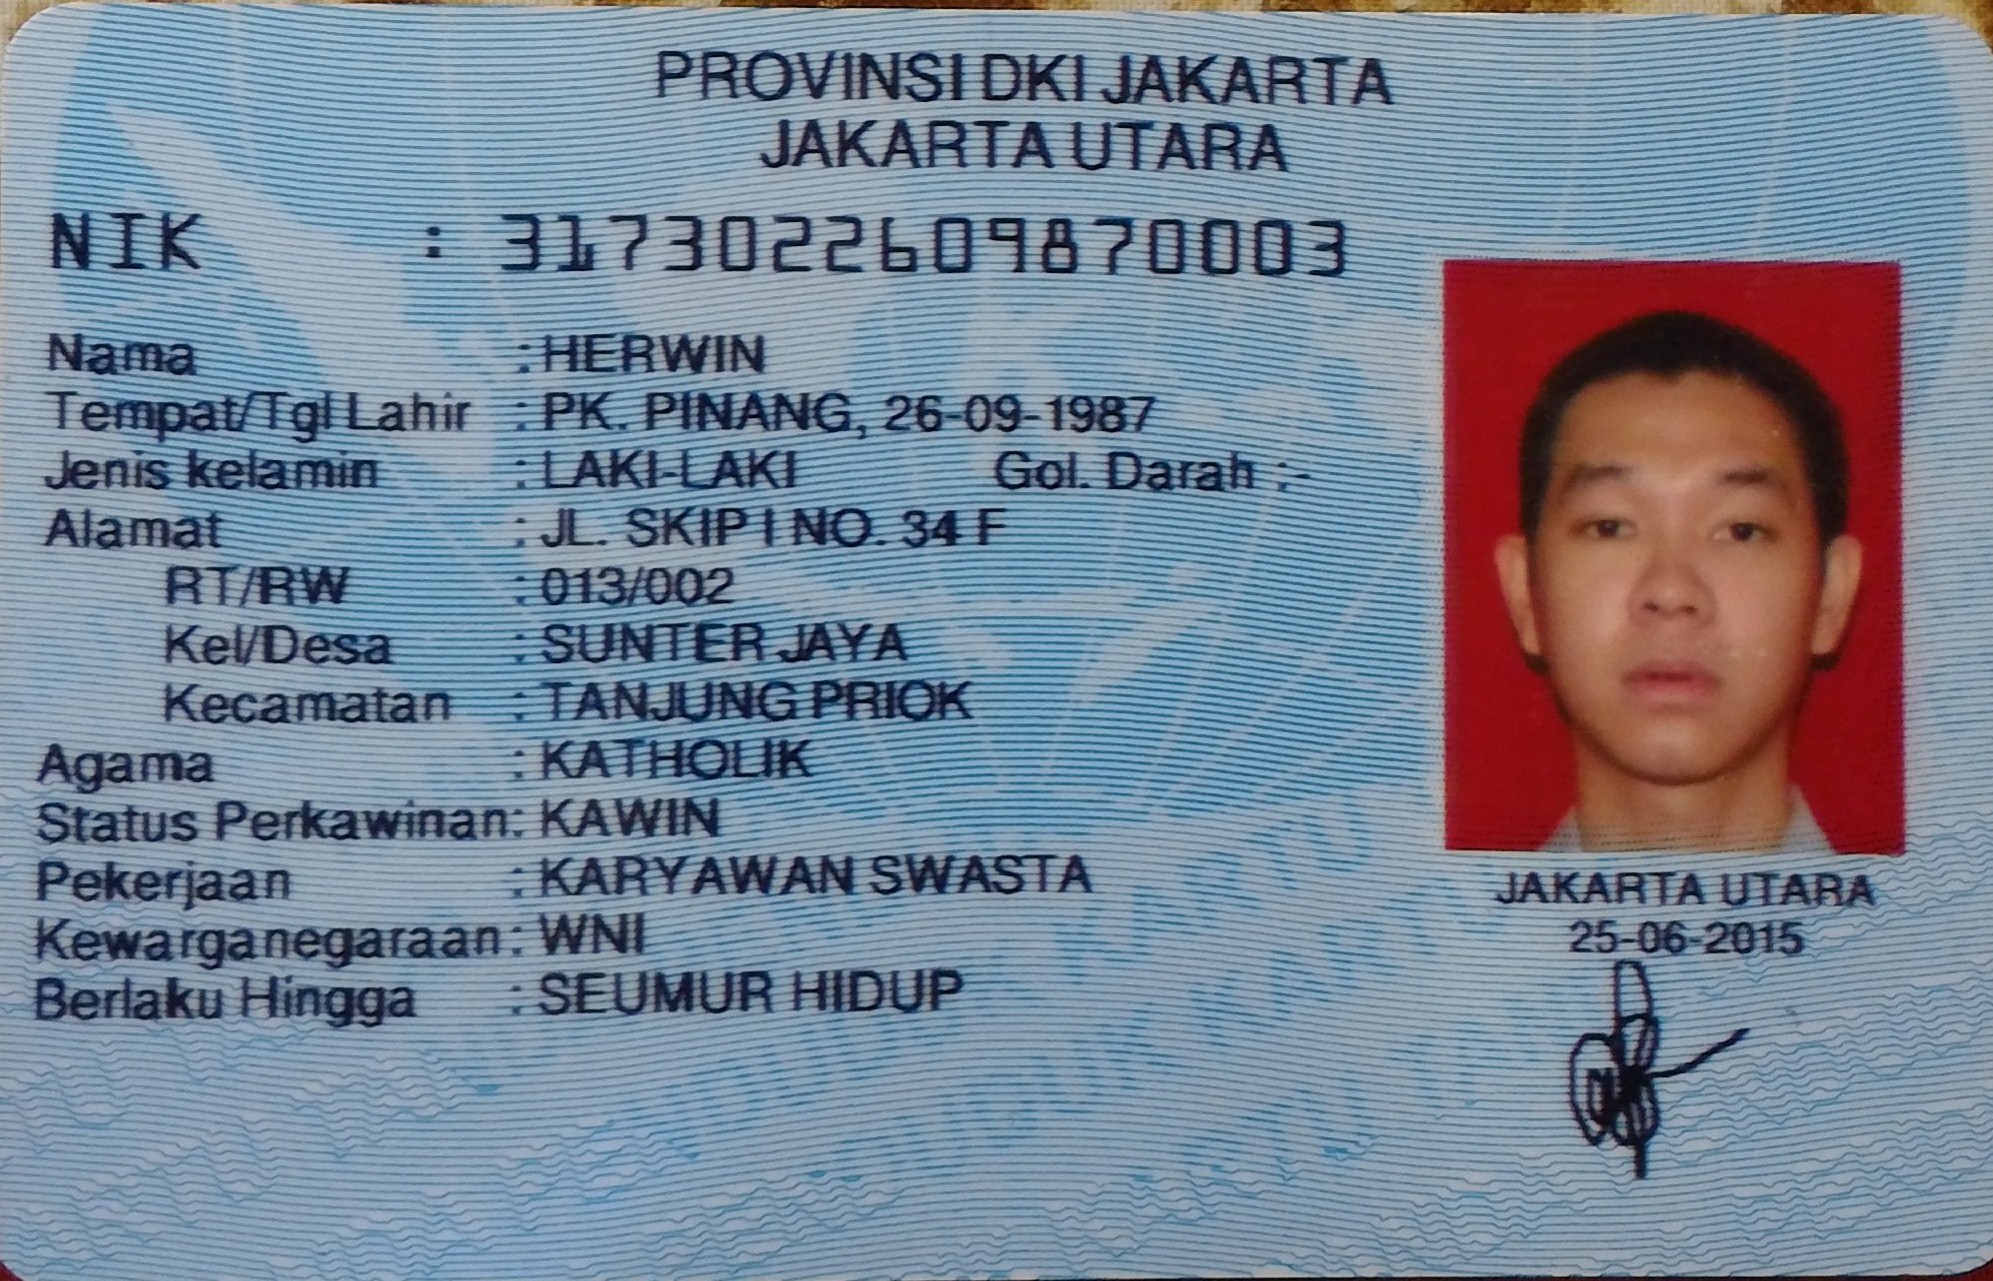 PROVINSI DKI JAKARTA
JAKARTA UTARA
NIK : 3173022609870003
Nama : HERWIN
Tempat/Tgl Lahir : PK. PINANG, 26-09-1987
Jenis kelamin : LAKI-LAKI Gol. Darah :-
Alamat : JL. SKIP I NO. 34 F
RT/RW : 013/002
Kel/Desa : SUNTER JAYA
Kecamatan : TANJUNG PRIOK
Agama : KATHOLIK
Status Perkawinan: KAWIN
Pekerjaan : KARYAWAN SWASTA
Kewarganegaraan: WNI
Berlaku Hingga : SEUMUR HIDUP
JAKARTA UTARA
25-06-2015